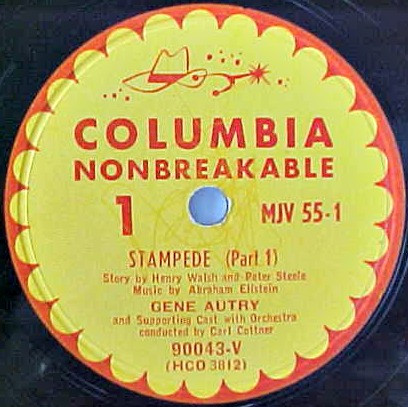 COLUMBIA
NONBREAKABLE
1 MJV 55-1
STAMPEDE (Part 1)
Story by Henry Walsh and Peter Steele
Music by Abraham Ellstein
GENE AUTRY
and Supporting Cast with Orchestra
conducted by Carl Cottner
90043-V
(HCO 3812)